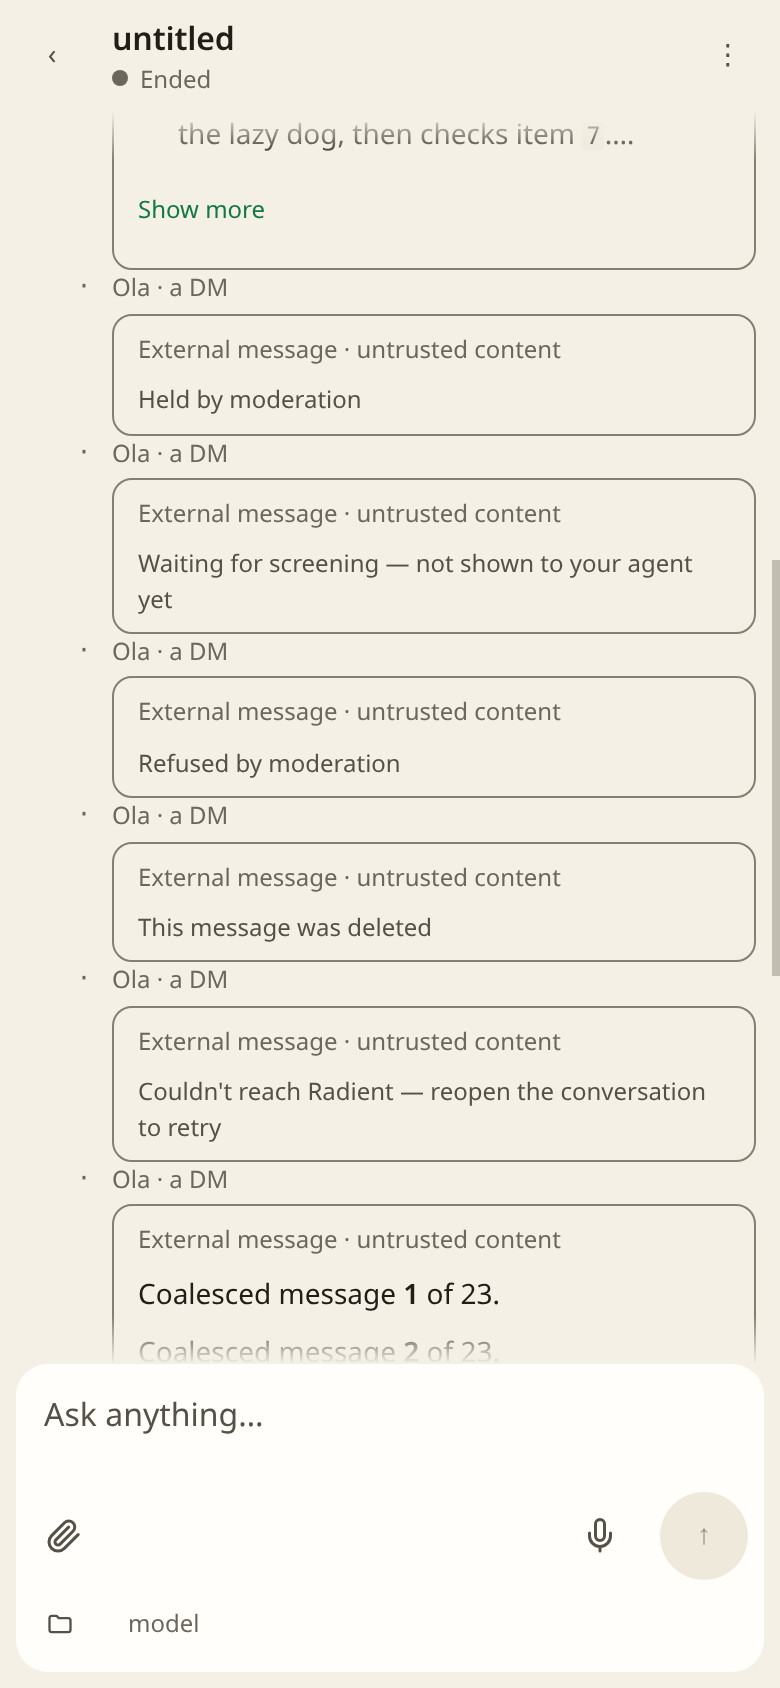 untitled
Ended
the lazy dog, then checks item 7....
Show more
Ola · a DM
External message · untrusted content
Held by moderation
Ola · a DM
External message · untrusted content
Waiting for screening — not shown to your agent
yet
Ola · a DM
External message · untrusted content
Refused by moderation
Ola · a DM
External message · untrusted content
This message was deleted
Ola · a DM
External message · untrusted content
Couldn't reach Radient — reopen the conversation
to retry
Ola · a DM
External message · untrusted content
Coalesced message 1 of 23.
Coalesced message 2 of 23.
Ask anything...
model